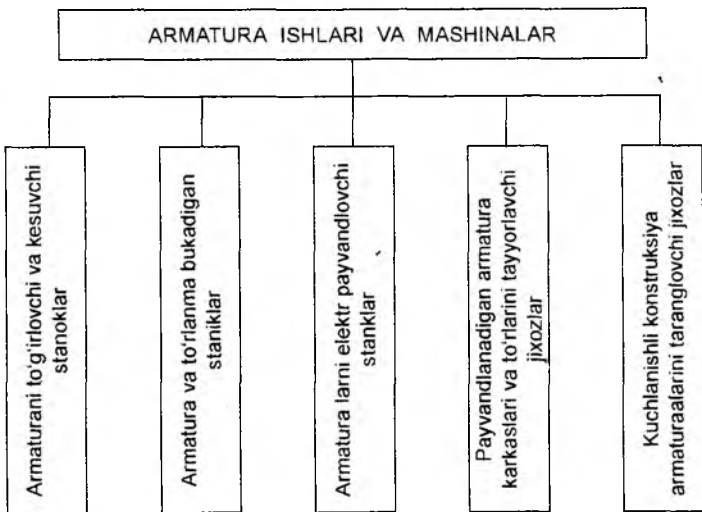 ARMATURA ISHLARI VA MASHINALAR
Armaturani to'g'irlovchi va kesuvchi
stanoklar
Armatura va to'rlanma bukadigan
staniklar
Armatura larni elektr payvandlovchi
stanklar
Payvandlanadigan armatura
karkaslari va to'rlarini tayyorlavchi
jixozlar
Kuchlanishli konstruksiya
armaturaalarini taranglovchi jixozlar